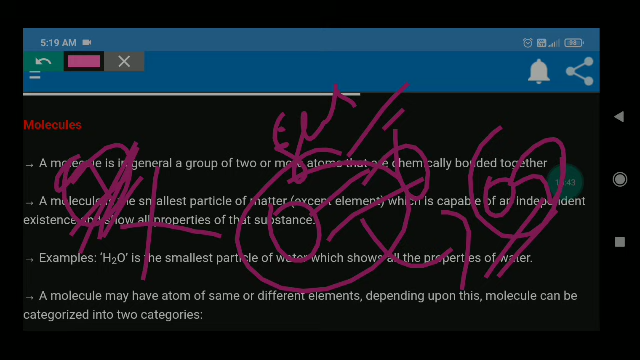 5:19 AM
88
Molecules
→ A molecule is in general a group of two or more atoms that are chemically bonded together
→ A molecule is the smallest particle of matter (except element) which is capable of an independent
existence and show all properties of that substance.
→ Examples: 'H₂O' is the smallest particle of water which shows all the properties of water.
→ A molecule may have atom of same or different elements, depending upon this, molecule can be
categorized into two categories: